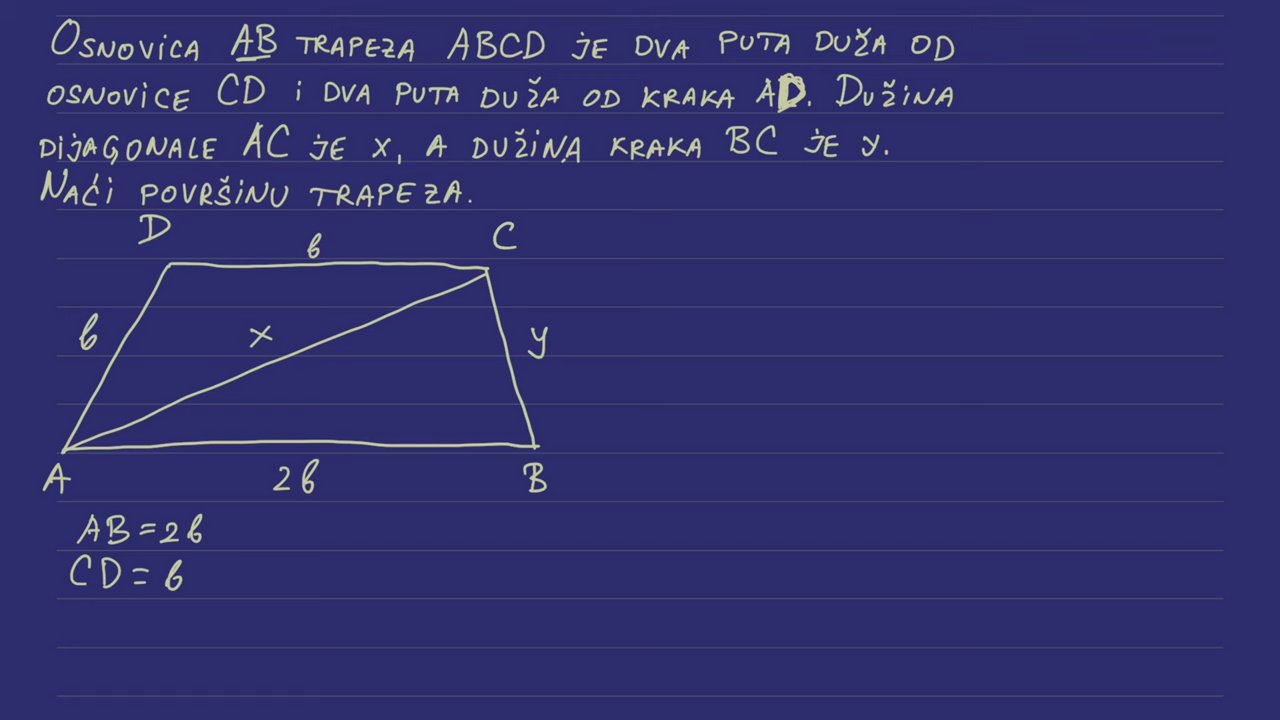 OSNOVICA AB TRAPEZA ABCD JE DVA PUTA DUŽA OD
OSNOVICE CD I DVA PUTA DUŽA OD KRAKA AD. DUŽINA
DIJAGONALE AC JE X, A DUŽINA KRAKA BC JE Y.
NAĆI POVRŠINU TRAPEZA.
D b C
b x y
A 2b B
AB=2b
CD=b